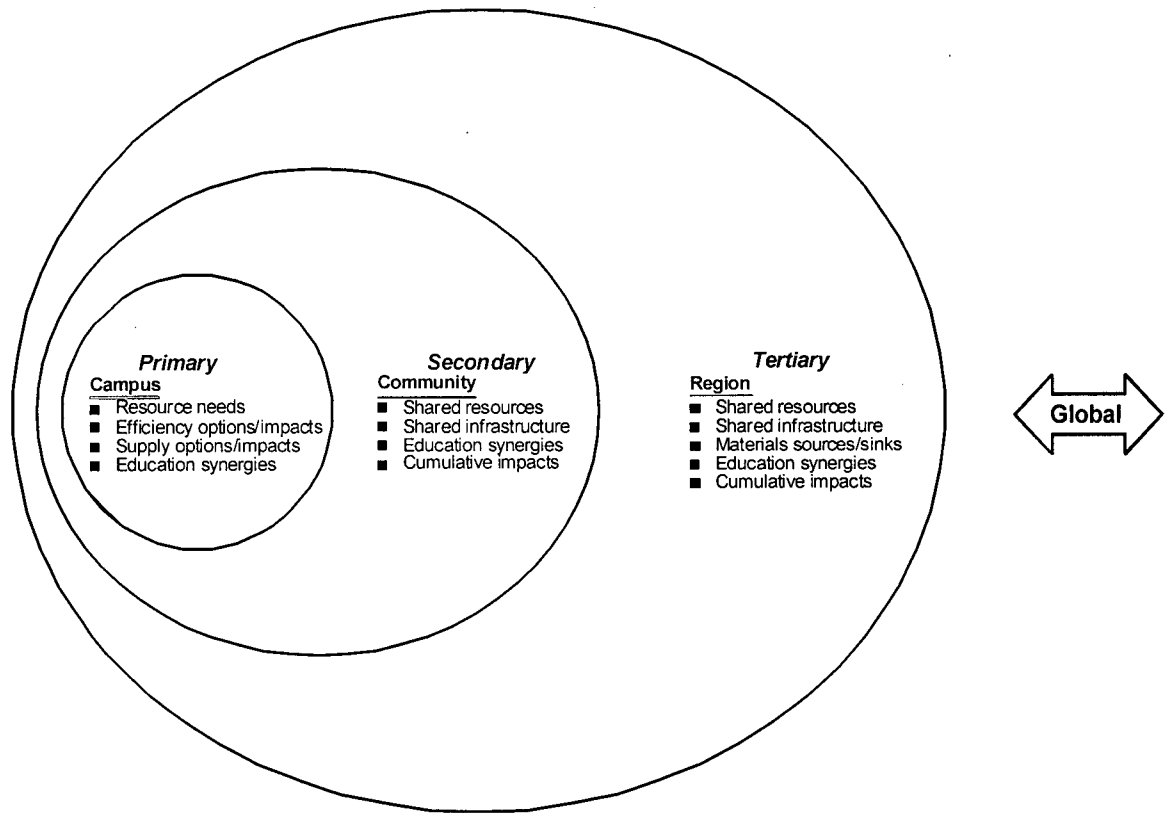 Primary
Campus
■ Resource needs
■ Efficiency options/impacts
■ Supply options/impacts
■ Education synergies
Secondary
Community
■ Shared resources
■ Shared infrastructure
■ Education synergies
■ Cumulative impacts
Tertiary
Region
■ Shared resources
■ Shared infrastructure
■ Materials sources/sinks
■ Education synergies
■ Cumulative impacts
Global